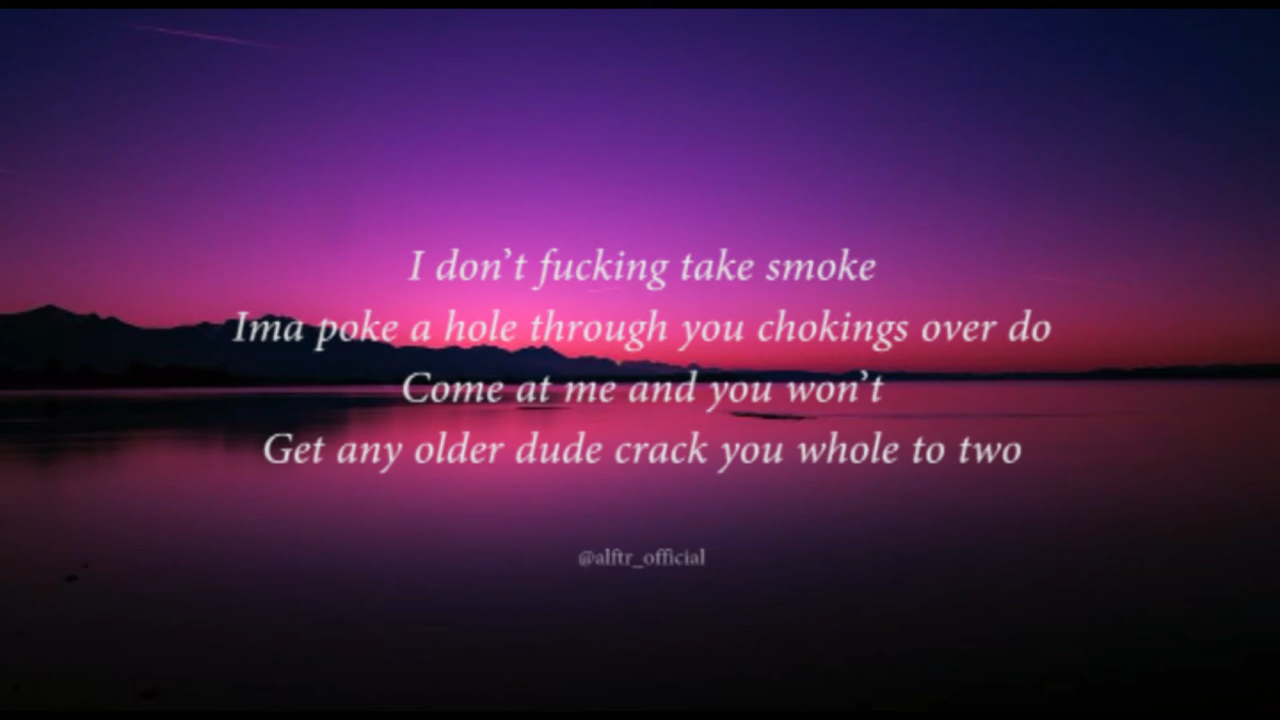 I don’t fucking take smoke
Ima poke a hole through you chokings over do
Come at me and you won’t
Get any older dude crack you whole to two
@alftr_official